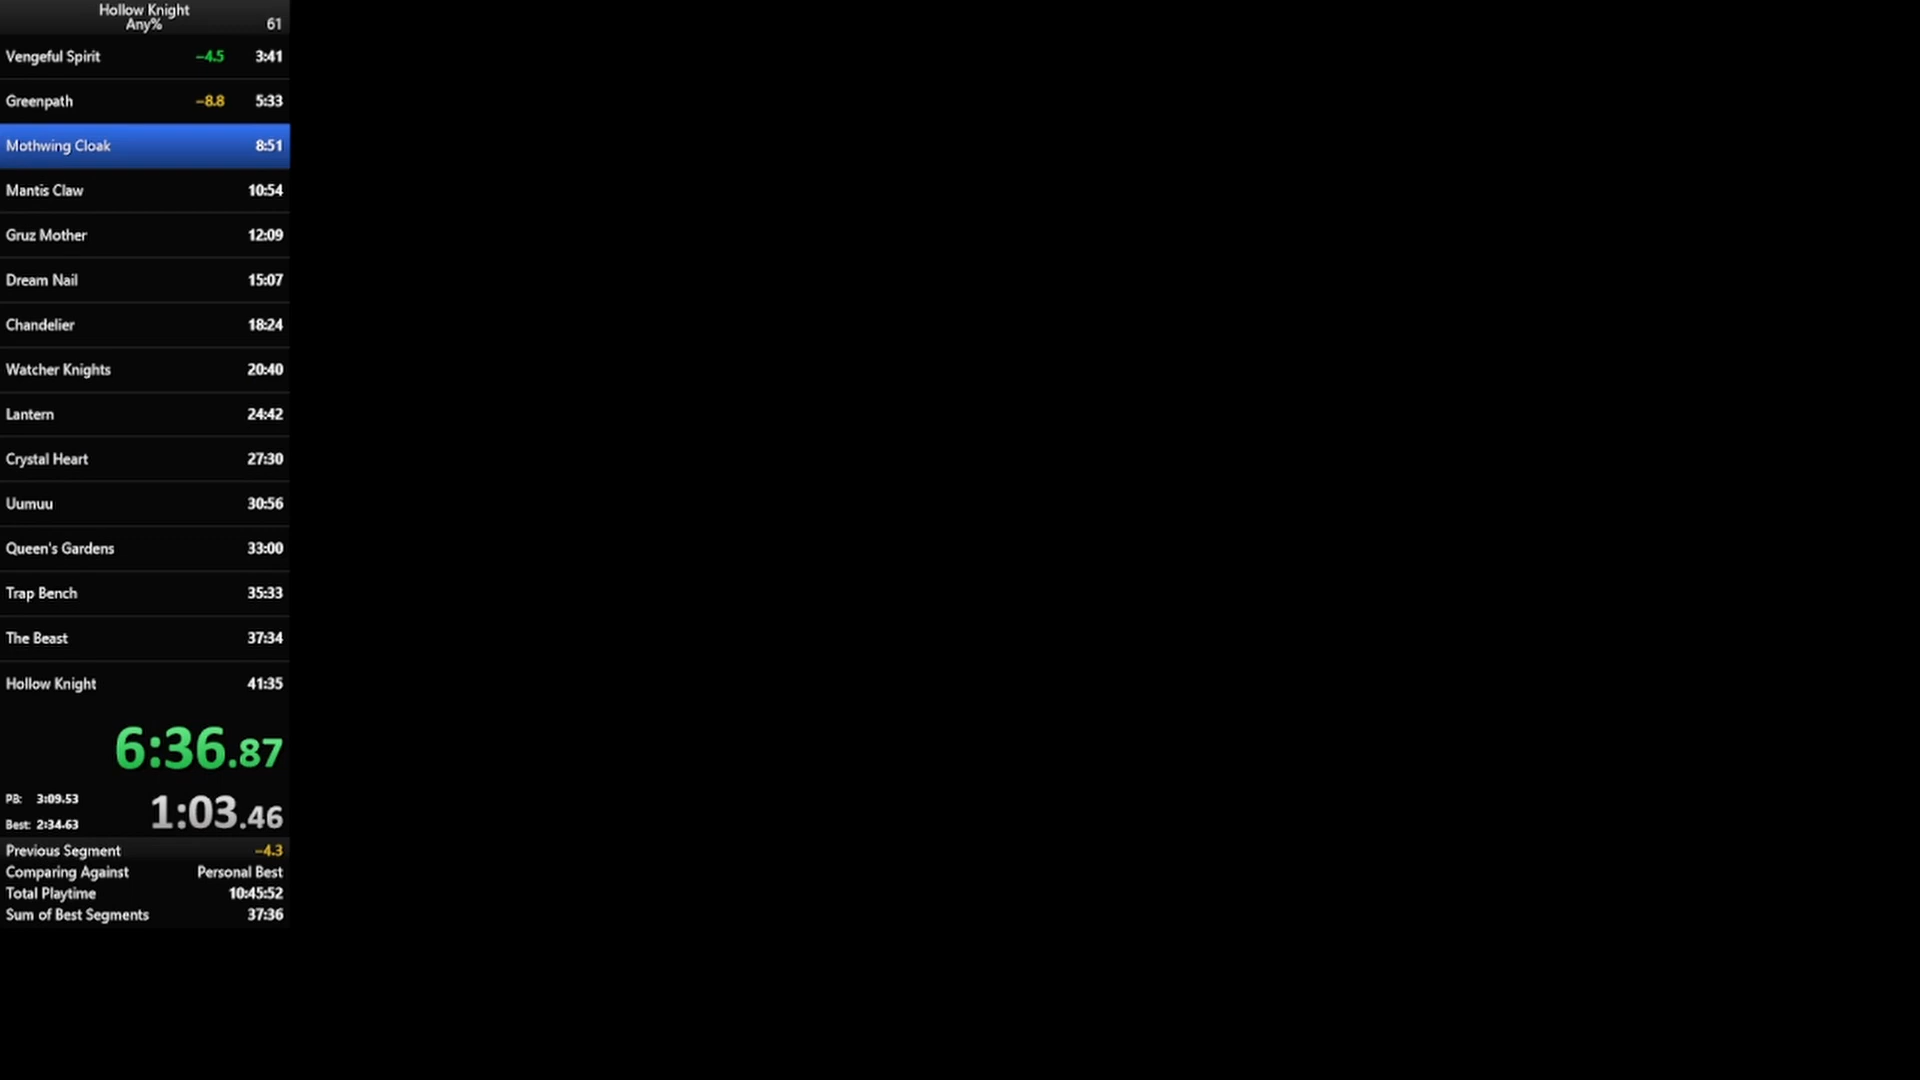 Hollow Knight
Any% 61
Vengeful Spirit −4.5 3:41
Greenpath −8.8 5:33
Mothwing Cloak 8:51
Mantis Claw 10:54
Gruz Mother 12:09
Dream Nail 15:07
Chandelier 18:24
Watcher Knights 20:40
Lantern 24:42
Crystal Heart 27:30
Uumuu 30:56
Queen's Gardens 33:00
Trap Bench 35:33
The Beast 37:34
Hollow Knight 41:35
6:36.87
PB: 3:09.53
Best: 2:34.63
1:03.46
Previous Segment −4.3
Comparing Against Personal Best
Total Playtime 10:45:52
Sum of Best Segments 37:36